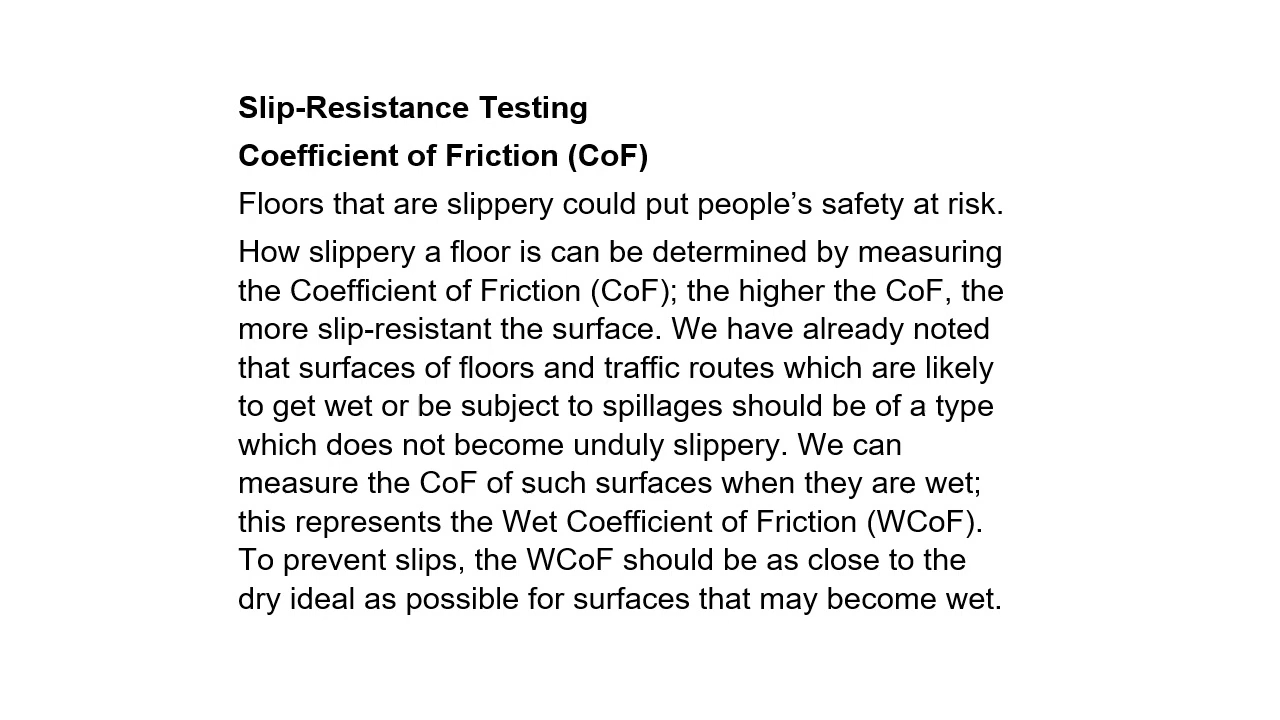 Slip-Resistance Testing
Coefficient of Friction (CoF)
Floors that are slippery could put people’s safety at risk.
How slippery a floor is can be determined by measuring
the Coefficient of Friction (CoF); the higher the CoF, the
more slip-resistant the surface. We have already noted
that surfaces of floors and traffic routes which are likely
to get wet or be subject to spillages should be of a type
which does not become unduly slippery. We can
measure the CoF of such surfaces when they are wet;
this represents the Wet Coefficient of Friction (WCoF).
To prevent slips, the WCoF should be as close to the
dry ideal as possible for surfaces that may become wet.